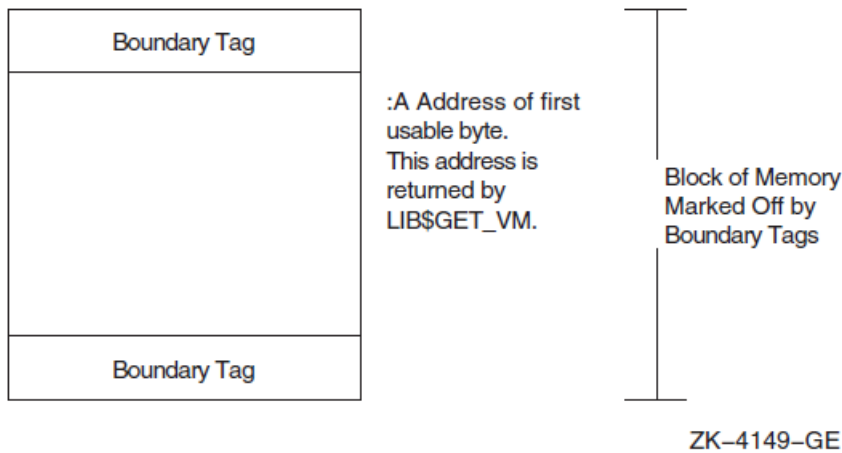 Boundary Tag
:A Address of first
usable byte.
This address is
returned by
LIB$GET_VM.
Block of Memory
Marked Off by
Boundary Tags
Boundary Tag
ZK–4149–GE